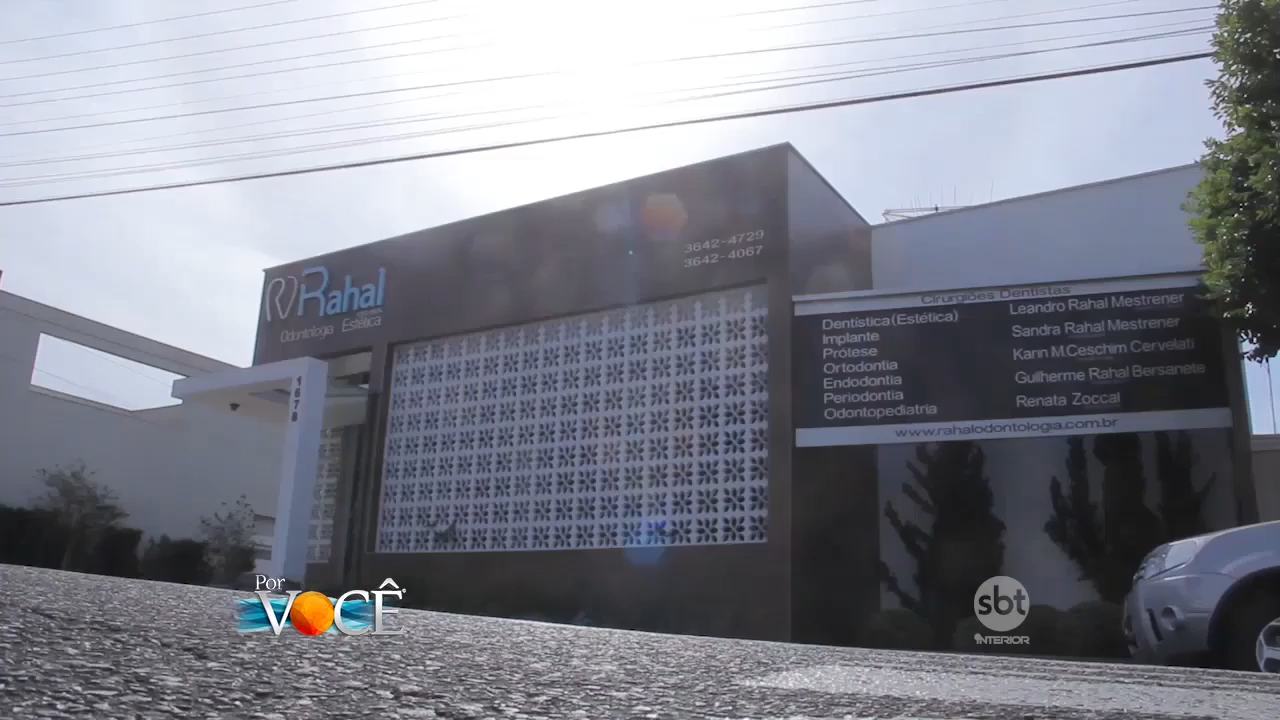 3642-4729
3642-4067
Rahal
Odontologia Estética
1678
Cirurgiões Dentistas
Dentística (Estética)
Implante
Prótese
Ortodontia
Endodontia
Periodontia
Odontopediatria
Leandro Rahal Mestrener
Sandra Rahal Mestrener
Karin M.Ceschim Cervelati
Guilherme Rahal Bersanete
Renata Zoccal
www.rahalodontologia.com.br
Por
VOCÊ
sbt
INTERIOR